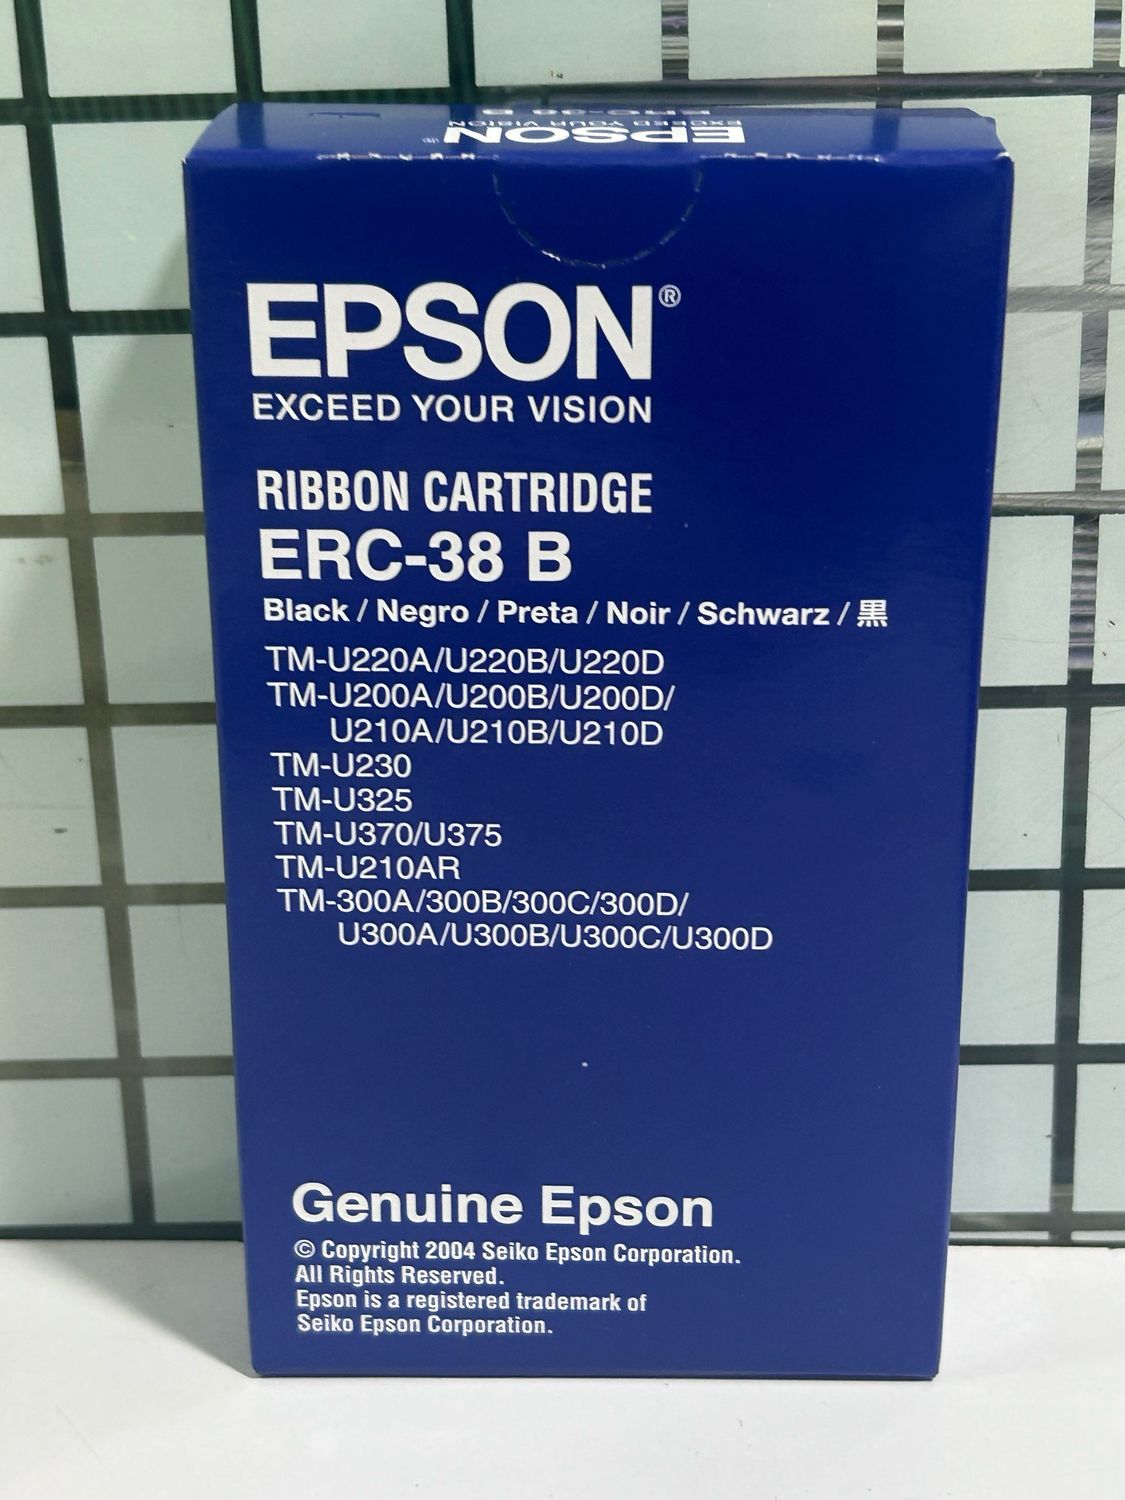 ERC-38 B
EXCEED YOUR VISION
EPSON®
EPSON®
EXCEED YOUR VISION
RIBBON CARTRIDGE
ERC-38 B
Black / Negro / Preta / Noir / Schwarz / 黒
TM-U220A/U220B/U220D
TM-U200A/U200B/U200D/
U210A/U210B/U210D
TM-U230
TM-U325
TM-U370/U375
TM-U210AR
TM-300A/300B/300C/300D/
U300A/U300B/U300C/U300D
Genuine Epson
© Copyright 2004 Seiko Epson Corporation.
All Rights Reserved.
Epson is a registered trademark of
Seiko Epson Corporation.